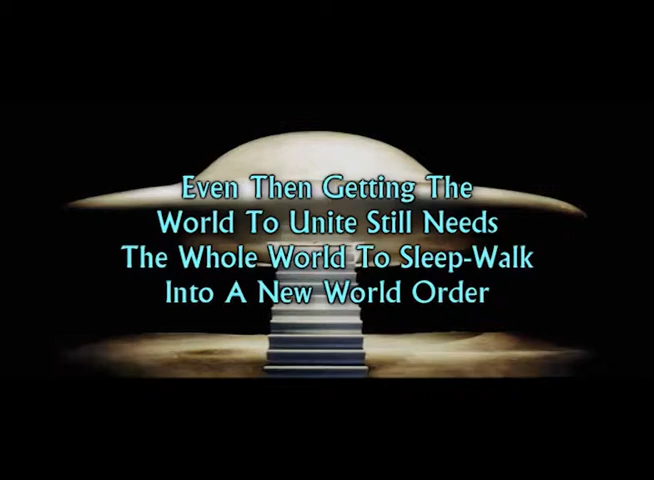 Even Then Getting The
World To Unite Still Needs
The Whole World To Sleep-Walk
Into A New World Order